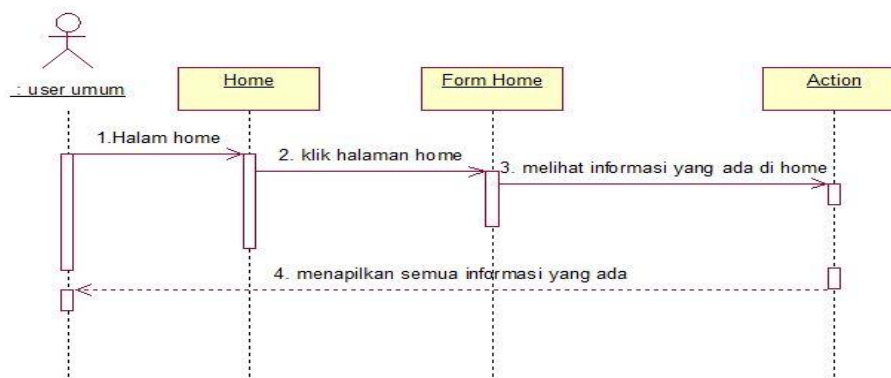 : user umum
Home
Form Home
Action
1.Halam home
2. klik halaman home
3. melihat informasi yang ada di home
4. menapilkan semua informasi yang ada